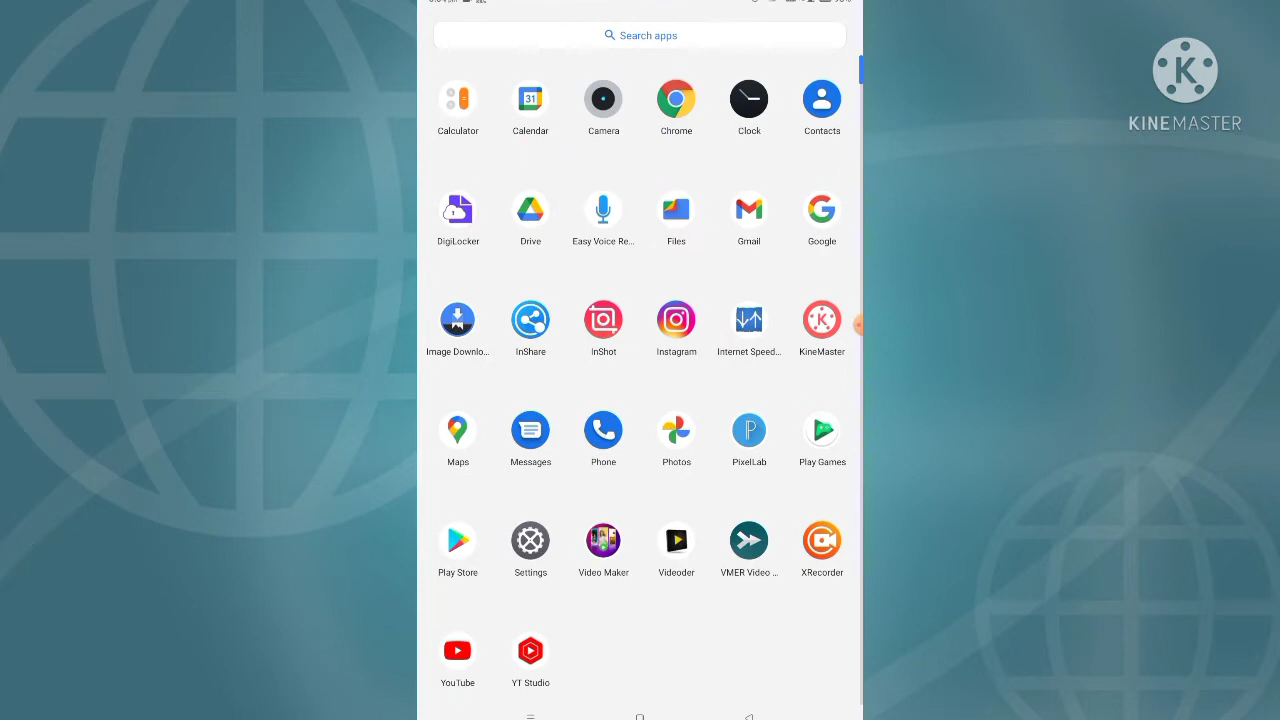 Search apps
Calculator Calendar Camera Chrome Clock Contacts
31
DigiLocker Drive Easy Voice Re... Files Gmail Google
Image Downlo... InShare InShot Instagram Internet Speed... KineMaster
Maps Messages Phone Photos PixelLab Play Games
Play Store Settings Video Maker Videoder VMER Video ... XRecorder
YouTube YT Studio
K
KINEMASTER